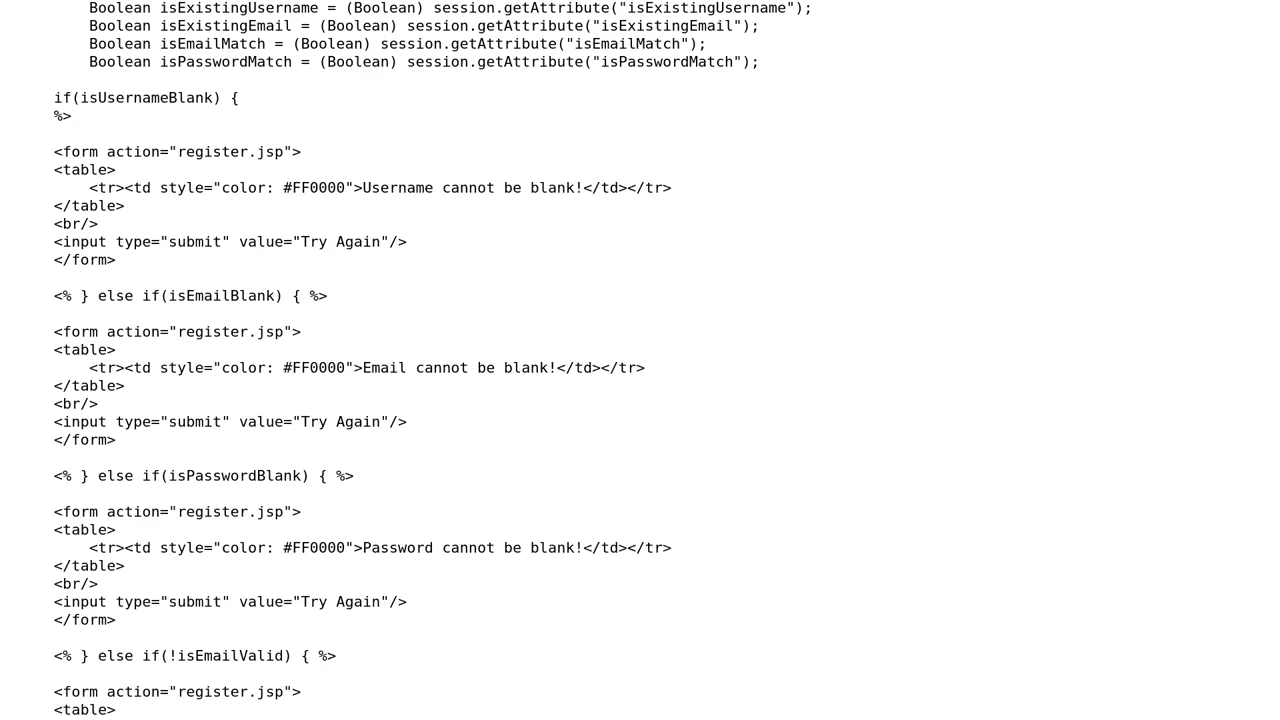 Boolean isExistingUsername = (Boolean) session.getAttribute("isExistingUsername");
Boolean isExistingEmail = (Boolean) session.getAttribute("isExistingEmail");
Boolean isEmailMatch = (Boolean) session.getAttribute("isEmailMatch");
Boolean isPasswordMatch = (Boolean) session.getAttribute("isPasswordMatch");
if(isUsernameBlank) {
%>
<form action="register.jsp">
<table>
<tr><td style="color: #FF0000">Username cannot be blank!</td></tr>
</table>
<br/>
<input type="submit" value="Try Again"/>
</form>
<% } else if(isEmailBlank) { %>
<form action="register.jsp">
<table>
<tr><td style="color: #FF0000">Email cannot be blank!</td></tr>
</table>
<br/>
<input type="submit" value="Try Again"/>
</form>
<% } else if(isPasswordBlank) { %>
<form action="register.jsp">
<table>
<tr><td style="color: #FF0000">Password cannot be blank!</td></tr>
</table>
<br/>
<input type="submit" value="Try Again"/>
</form>
<% } else if(!isEmailValid) { %>
<form action="register.jsp">
<table>